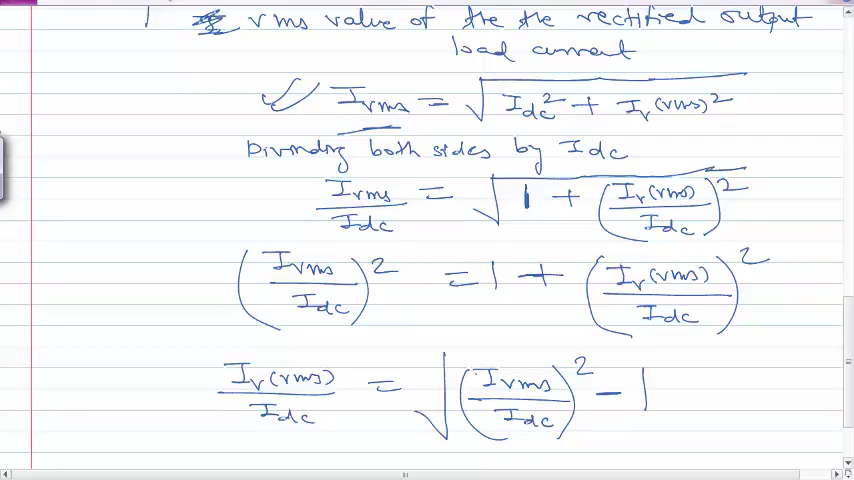 rms value of the the rectified output
load current
✓ Irms = √(Idc² + Ir(rms)²)
Dividing both sides by Idc
Irms/Idc = √(1 + (Ir(rms)/Idc)²)
(Irms/Idc)² = 1 + (Ir(rms)/Idc)²
Ir(rms)/Idc = √((Irms/Idc)² − 1)